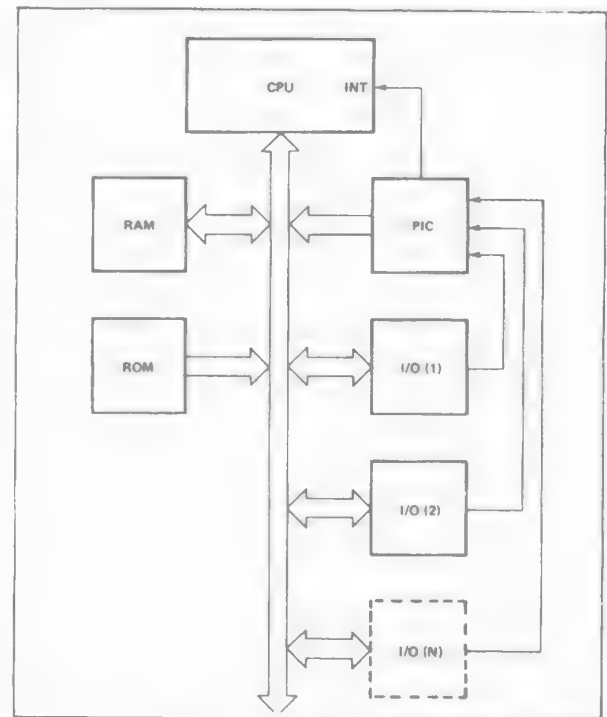 CPU INT
RAM
PIC
ROM
I/O (1)
I/O (2)
I/O (N)